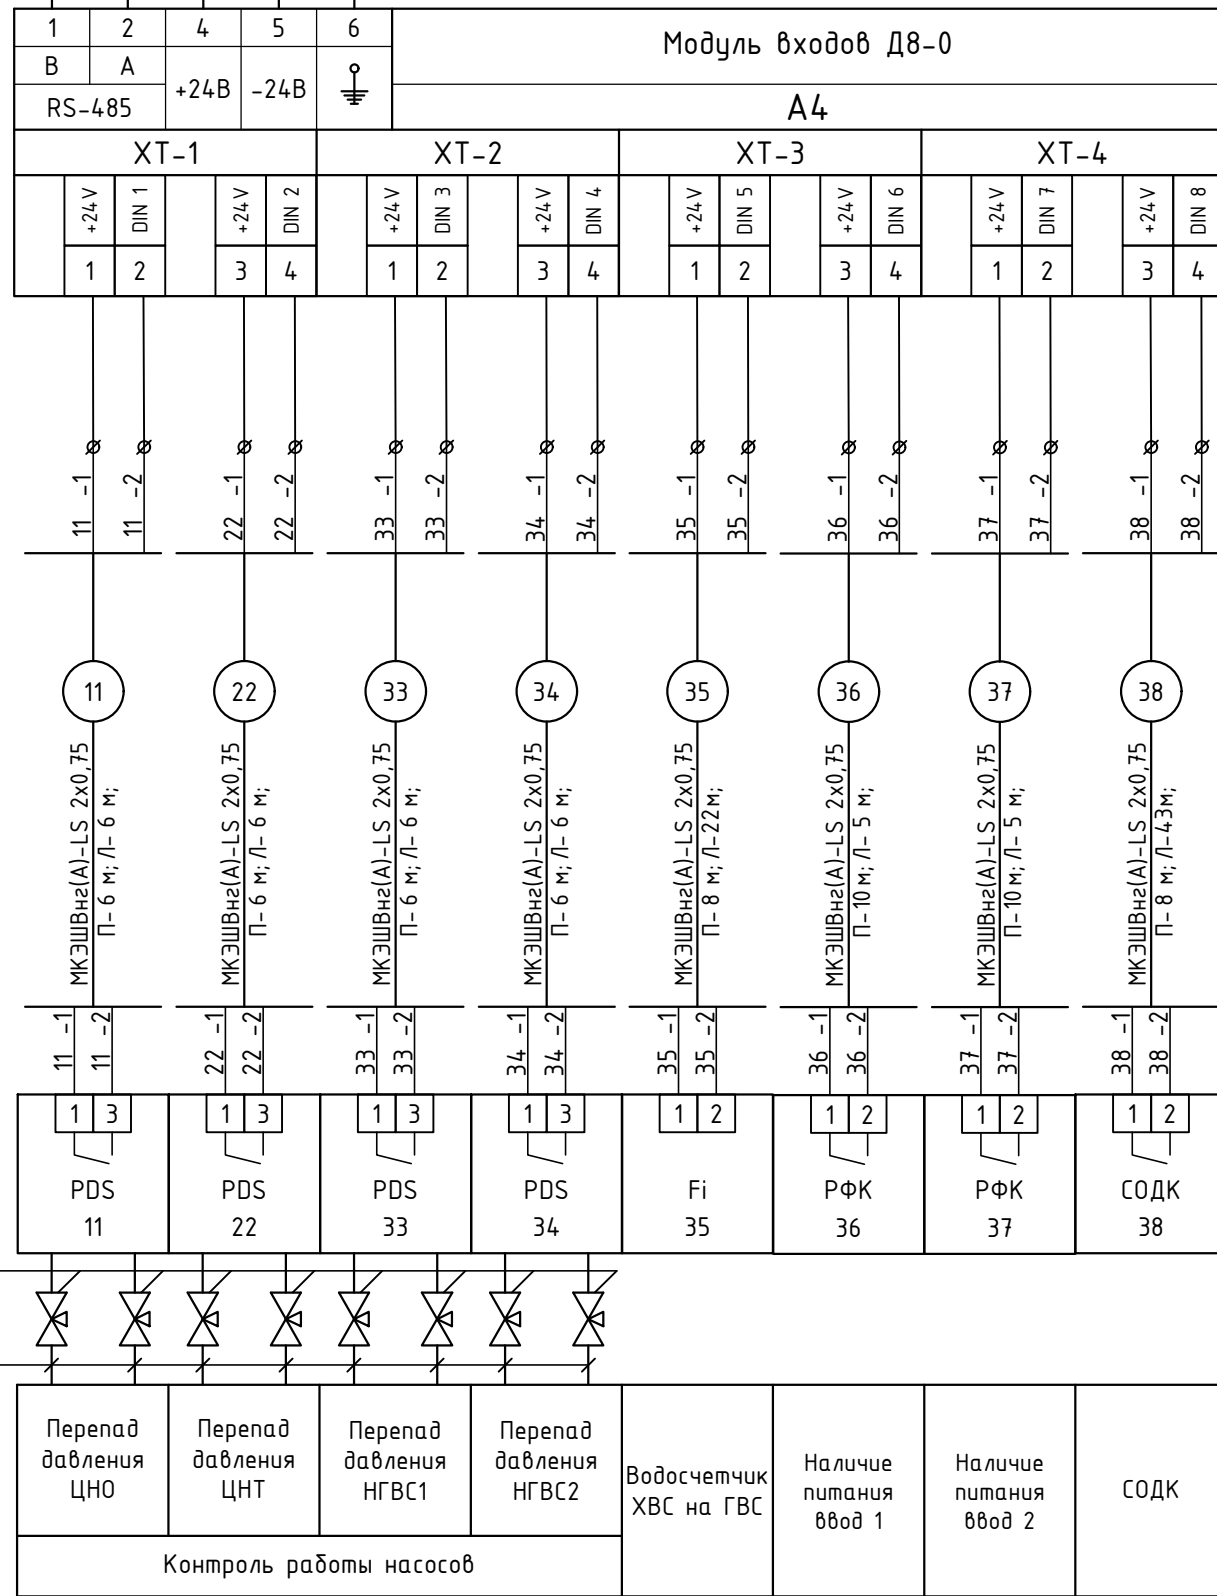 1 2 4 5 6
Модуль входов Д8-0
В А +24В -24В
RS-485
А4
ХТ-1 ХТ-2 ХТ-3 ХТ-4
+24V DIN 1 +24V DIN 2 +24V DIN 3 +24V DIN 4 +24V DIN 5 +24V DIN 6 +24V DIN 7 +24V DIN 8
1 2 3 4 1 2 3 4 1 2 3 4 1 2 3 4
11 -1 11 -2 22 -1 22 -2 33 -1 33 -2 34 -1 34 -2 35 -1 35 -2 36 -1 36 -2 37 -1 37 -2 38 -1 38 -2
11 22 33 34 35 36 37 38
МКЭШВнг(А)-LS 2х0,75
П- 6 м; Л- 6 м;
МКЭШВнг(А)-LS 2х0,75
П- 6 м; Л- 6 м;
МКЭШВнг(А)-LS 2х0,75
П- 6 м; Л- 6 м;
МКЭШВнг(А)-LS 2х0,75
П- 6 м; Л- 6 м;
МКЭШВнг(А)-LS 2х0,75
П- 8 м; Л-22м;
МКЭШВнг(А)-LS 2х0,75
П-10 м; Л- 5 м;
МКЭШВнг(А)-LS 2х0,75
П-10 м; Л- 5 м;
МКЭШВнг(А)-LS 2х0,75
П- 8 м; Л-43м;
11 -1 11 -2 22 -1 22 -2 33 -1 33 -2 34 -1 34 -2 35 -1 35 -2 36 -1 36 -2 37 -1 37 -2 38 -1 38 -2
1 3 1 3 1 3 1 3 1 2 1 2 1 2 1 2
PDS PDS PDS PDS Fi РФК РФК СОДК
11 22 33 34 35 36 37 38
Перепад
давления
ЦНО
Перепад
давления
ЦНТ
Перепад
давления
НГВС1
Перепад
давления
НГВС2
Водосчетчик
ХВС на ГВС
Наличие
питания
ввод 1
Наличие
питания
ввод 2
СОДК
Контроль работы насосов